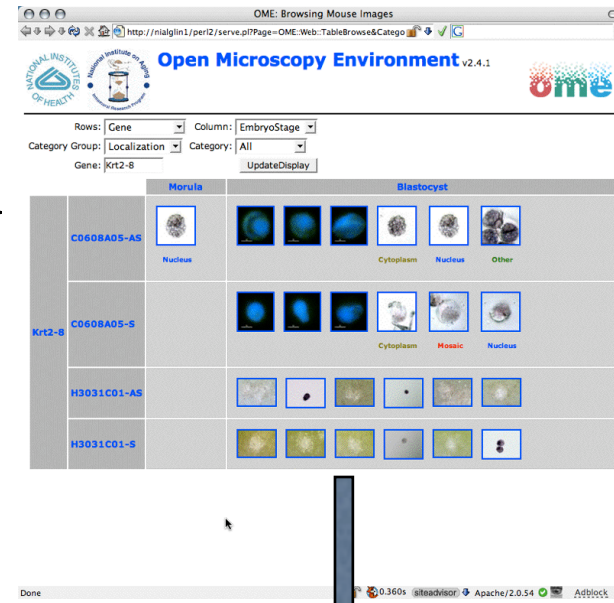 OME: Browsing Mouse Images
http://nialglin1/perl2/serve.pl?Page=OME::Web::TableBrowse&Catego
NATIONAL INSTITUTES OF HEALTH
National Institute on Aging
Intramural Research Program
Open Microscopy Environment v2.4.1
ome
Rows: Gene Column: EmbryoStage
Category Group: Localization Category: All
Gene: Krt2-8 UpdateDisplay
Morula Blastocyst
Krt2-8
C0608A05-AS
Nucleus Cytoplasm Nucleus Other
C0608A05-S
Cytoplasm Mosaic Nucleus
H3031C01-AS
H3031C01-S
Done 0.360s siteadvisor Apache/2.0.54 Adblock